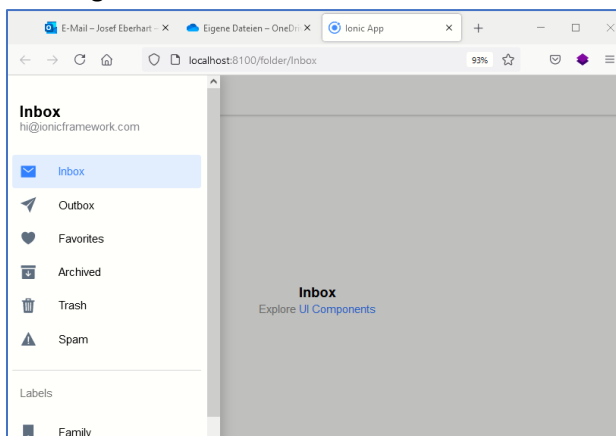 E-Mail – Josef Eberhart –
Eigene Dateien – OneDri
Ionic App
localhost:8100/folder/Inbox
93%
Inbox
hi@ionicframework.com
Inbox
Outbox
Favorites
Archived
Trash
Spam
Labels
Family
Inbox
Explore UI Components